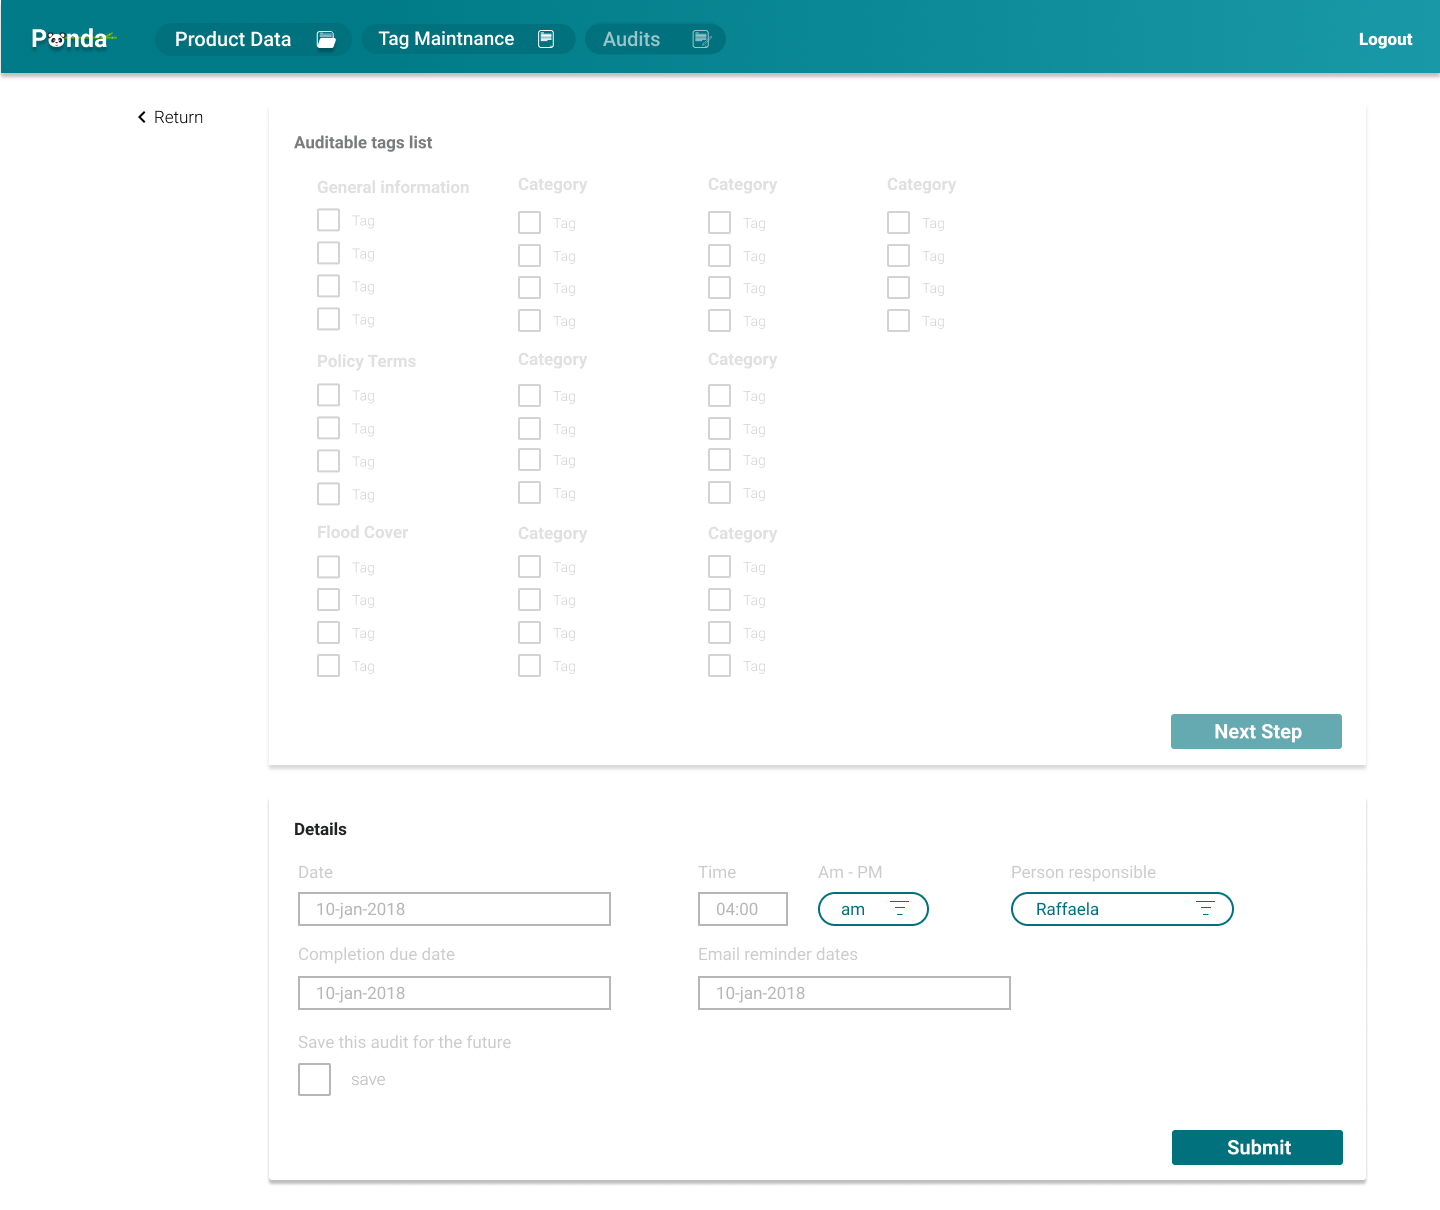 Panda
Product Data
Tag Maintnance
Audits
Logout
Return
Auditable tags list
General information
Tag
Tag
Tag
Tag
Category
Tag
Tag
Tag
Tag
Category
Tag
Tag
Tag
Tag
Category
Tag
Tag
Tag
Tag
Policy Terms
Tag
Tag
Tag
Tag
Category
Tag
Tag
Tag
Tag
Category
Tag
Tag
Tag
Tag
Flood Cover
Tag
Tag
Tag
Tag
Category
Tag
Tag
Tag
Tag
Category
Tag
Tag
Tag
Tag
Next Step
Details
Date
10-jan-2018
Time
04:00
Am - PM
am
Person responsible
Raffaela
Completion due date
10-jan-2018
Email reminder dates
10-jan-2018
Save this audit for the future
save
Submit